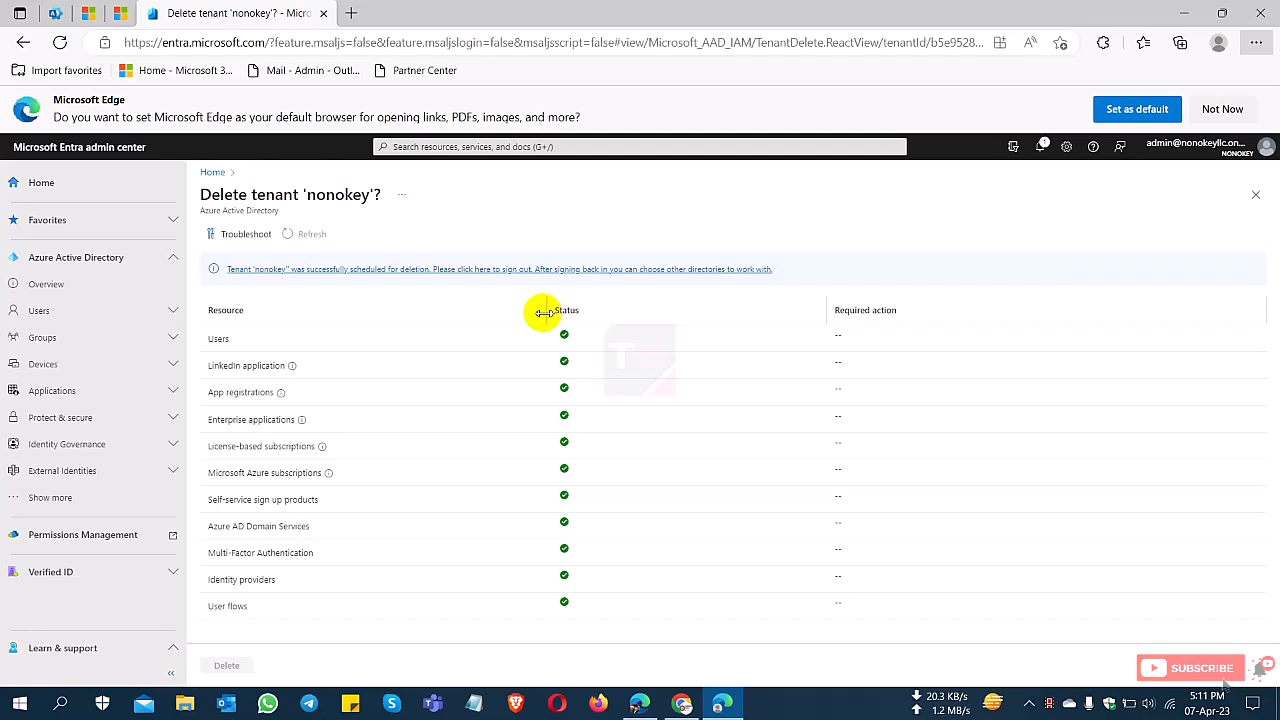 Delete tenant 'nonokey'? - Micro
https://entra.microsoft.com/?feature.msaljs=false&feature.msaljslogin=false&msaljsscript=false#view/Microsoft_AAD_IAM/TenantDelete.ReactView/tenantId/b5e9528...
Import favorites
Home - Microsoft 3...
Mail - Admin - Outl...
Partner Center
Microsoft Edge
Do you want to set Microsoft Edge as your default browser for opening links, PDFs, images, and more?
Set as default
Not Now
Microsoft Entra admin center
Search resources, services, and docs (G+/)
1
admin@nonokeyllc.on...
NONOKEY
Home
Favorites
Azure Active Directory
Overview
Users
Groups
Devices
Applications
Protect & secure
Identity Governance
External Identities
Show more
Permissions Management
Verified ID
Learn & support
Home
Delete tenant 'nonokey'?
Azure Active Directory
Troubleshoot
Refresh
Tenant 'nonokey'' was successfully scheduled for deletion. Please click here to sign out. After signing back in you can choose other directories to work with.
Resource Status Required action
Users --
LinkedIn application --
App registrations --
Enterprise applications --
License-based subscriptions --
Microsoft Azure subscriptions --
Self-service sign up products --
Azure AD Domain Services --
Multi-Factor Authentication --
Identity providers --
User flows --
Delete
SUBSCRIBE
20.3 KB/s
1.2 MB/s
5:11 PM
07-Apr-23